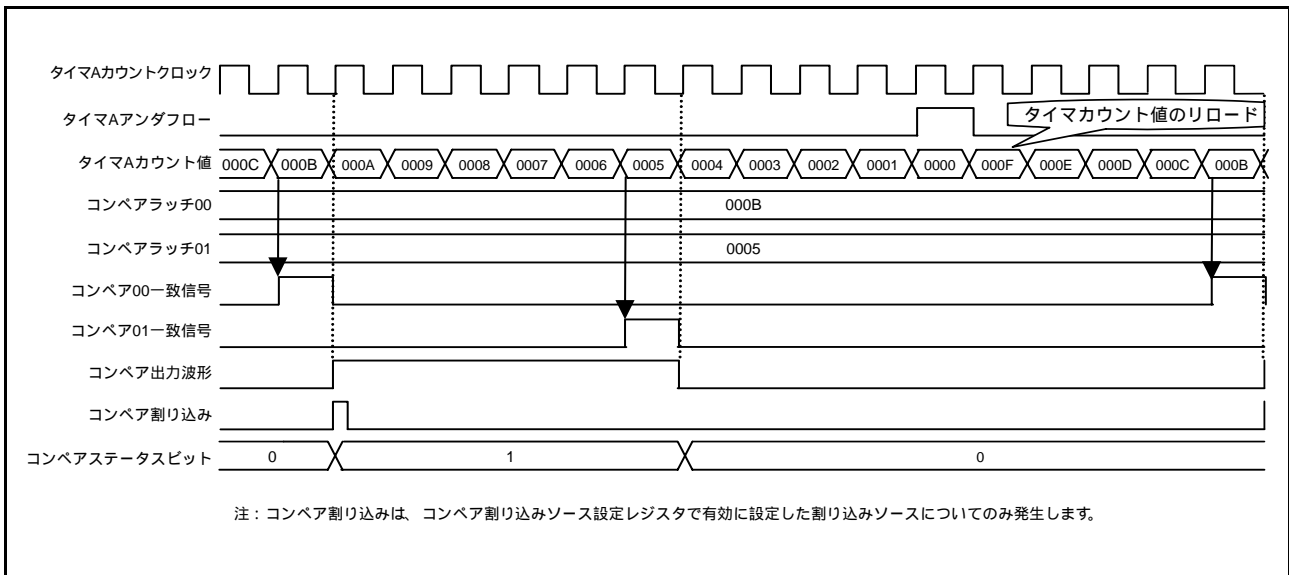 タイマAカウントクロック
タイマAアンダフロー
タイマカウント値のリロード
タイマAカウント値 000C 000B 000A 0009 0008 0007 0006 0005 0004 0003 0002 0001 0000 000F 000E 000D 000C 000B
コンペアラッチ00 000B
コンペアラッチ01 0005
コンペア00一致信号
コンペア01一致信号
コンペア出力波形
コンペア割り込み
コンペアステータスビット 0 1 0
注：コンペア割り込みは、コンペア割り込みソース設定レジスタで有効に設定した割り込みソースについてのみ発生します。